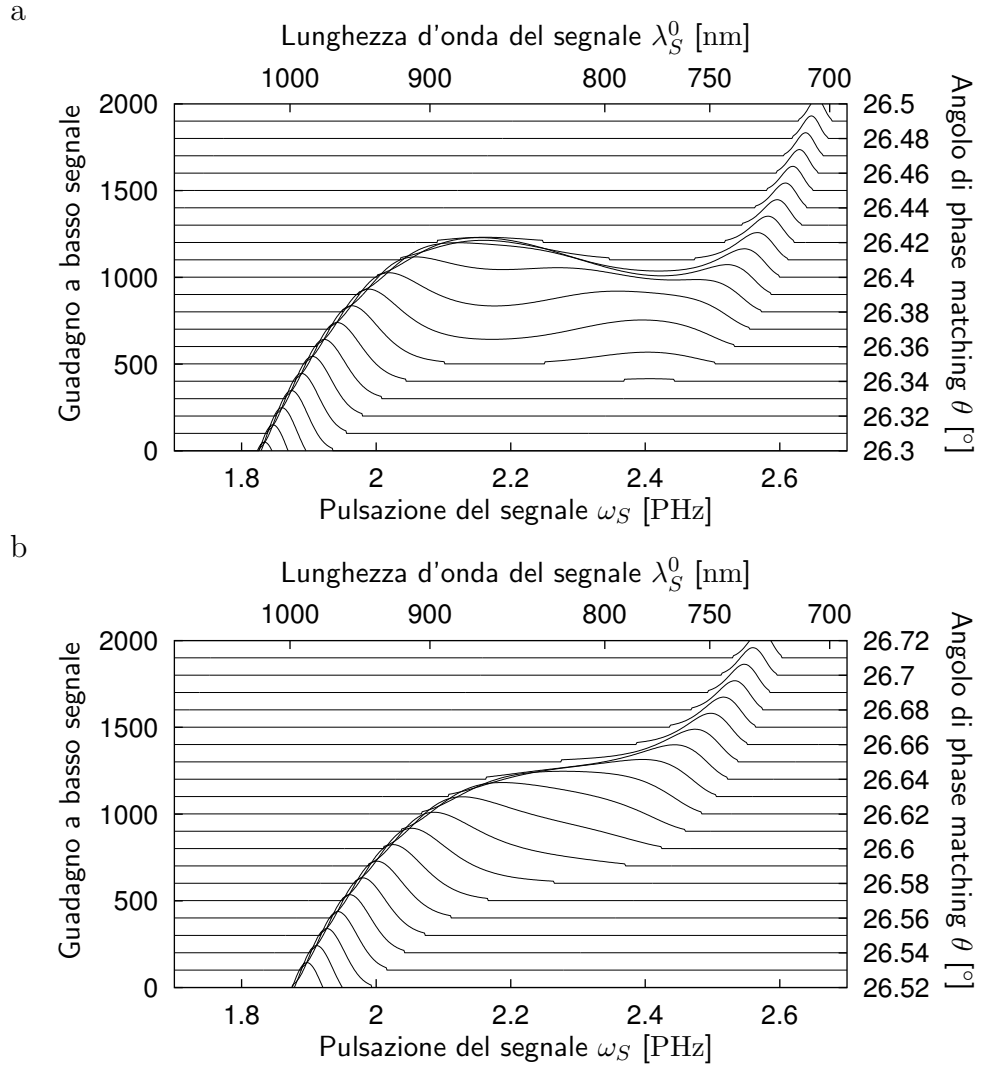 a
Lunghezza d'onda del segnale λ_S^0 [nm]
1000 900 800 750 700
Guadagno a basso segnale
2000
1500
1000
500
0
26.5
26.48
26.46
26.44
26.42
26.4
26.38
26.36
26.34
26.32
26.3
Angolo di phase matching θ [°]
1.8 2 2.2 2.4 2.6
Pulsazione del segnale ω_S [PHz]
b
Lunghezza d'onda del segnale λ_S^0 [nm]
1000 900 800 750 700
Guadagno a basso segnale
2000
1500
1000
500
0
26.72
26.7
26.68
26.66
26.64
26.62
26.6
26.58
26.56
26.54
26.52
Angolo di phase matching θ [°]
1.8 2 2.2 2.4 2.6
Pulsazione del segnale ω_S [PHz]